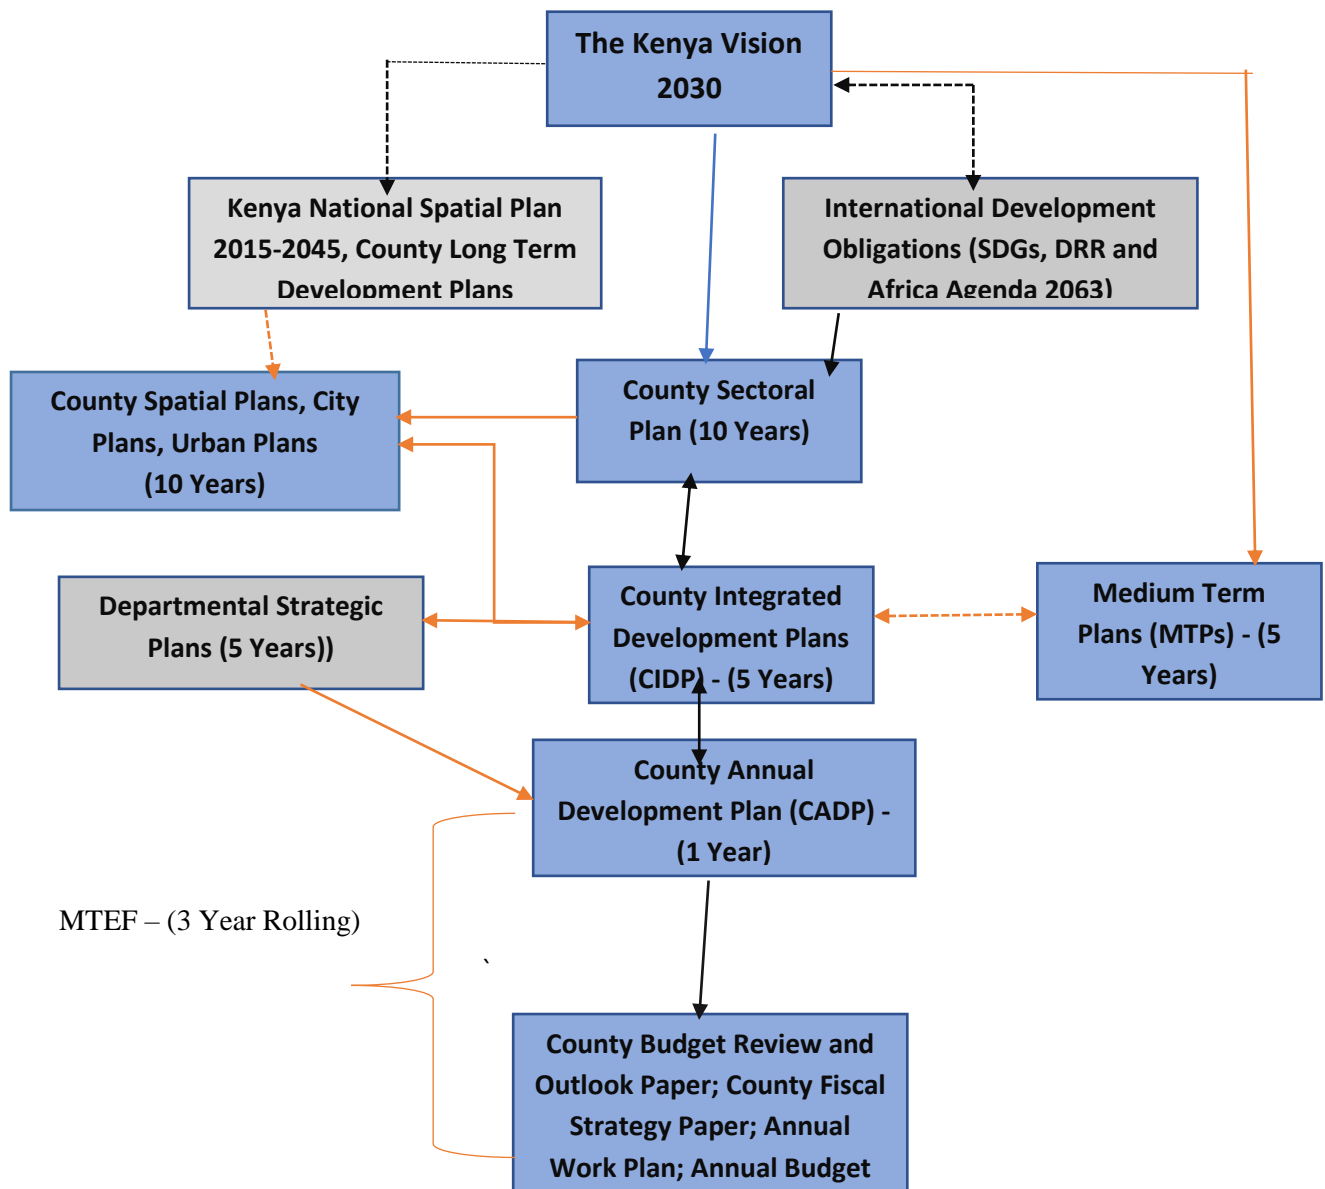 The Kenya Vision
2030
Kenya National Spatial Plan
2015-2045, County Long Term
Development Plans
International Development
Obligations (SDGs, DRR and
Africa Agenda 2063)
County Spatial Plans, City
Plans, Urban Plans
(10 Years)
County Sectoral
Plan (10 Years)
Departmental Strategic
Plans (5 Years))
County Integrated
Development Plans
(CIDP) - (5 Years)
Medium Term
Plans (MTPs) - (5
Years)
County Annual
Development Plan (CADP) -
(1 Year)
MTEF – (3 Year Rolling)
`
County Budget Review and
Outlook Paper; County Fiscal
Strategy Paper; Annual
Work Plan; Annual Budget